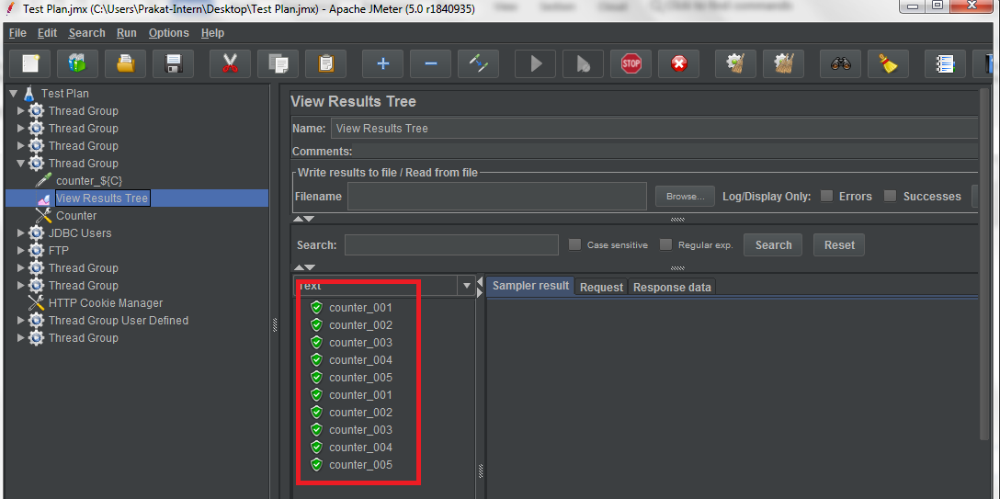 Test Plan.jmx (C:\Users\Prakat-Intern\Desktop\Test Plan.jmx) - Apache JMeter (5.0 r1840935)
File Edit Search Run Options Help
STOP
Test Plan
Thread Group
Thread Group
Thread Group
Thread Group
counter_${C}
View Results Tree
Counter
JDBC Users
FTP
Thread Group
Thread Group
HTTP Cookie Manager
Thread Group User Defined
Thread Group
View Results Tree
Name: View Results Tree
Comments:
Write results to file / Read from file
Filename Browse... Log/Display Only: Errors Successes
Search: Case sensitive Regular exp. Search Reset
Text
counter_001
counter_002
counter_003
counter_004
counter_005
counter_001
counter_002
counter_003
counter_004
counter_005
Sampler result Request Response data